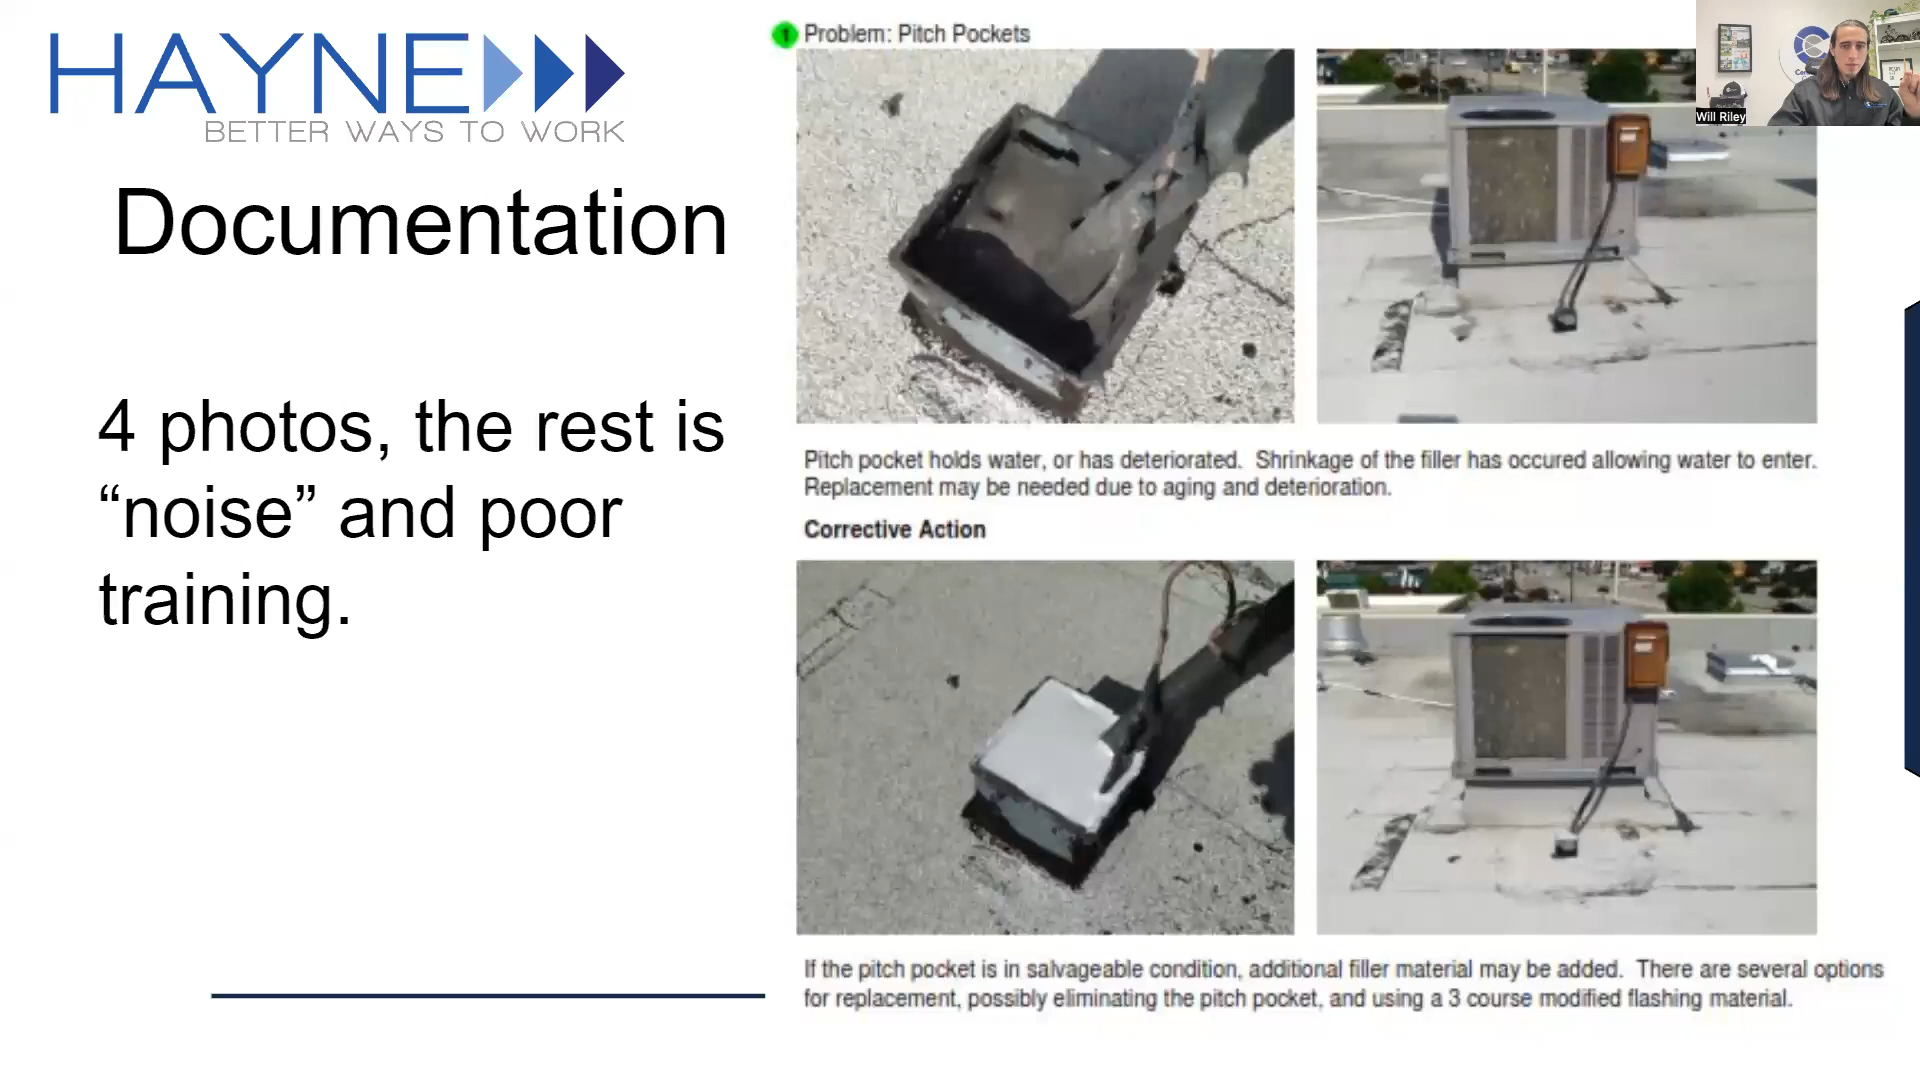 HAYNE
BETTER WAYS TO WORK
Documentation
4 photos, the rest is
“noise” and poor
training.
1 Problem: Pitch Pockets
Pitch pocket holds water, or has deteriorated. Shrinkage of the filler has occured allowing water to enter.
Replacement may be needed due to aging and deterioration.
Corrective Action
If the pitch pocket is in salvageable condition, additional filler material may be added. There are several options
for replacement, possibly eliminating the pitch pocket, and using a 3 course modified flashing material.
Will Riley